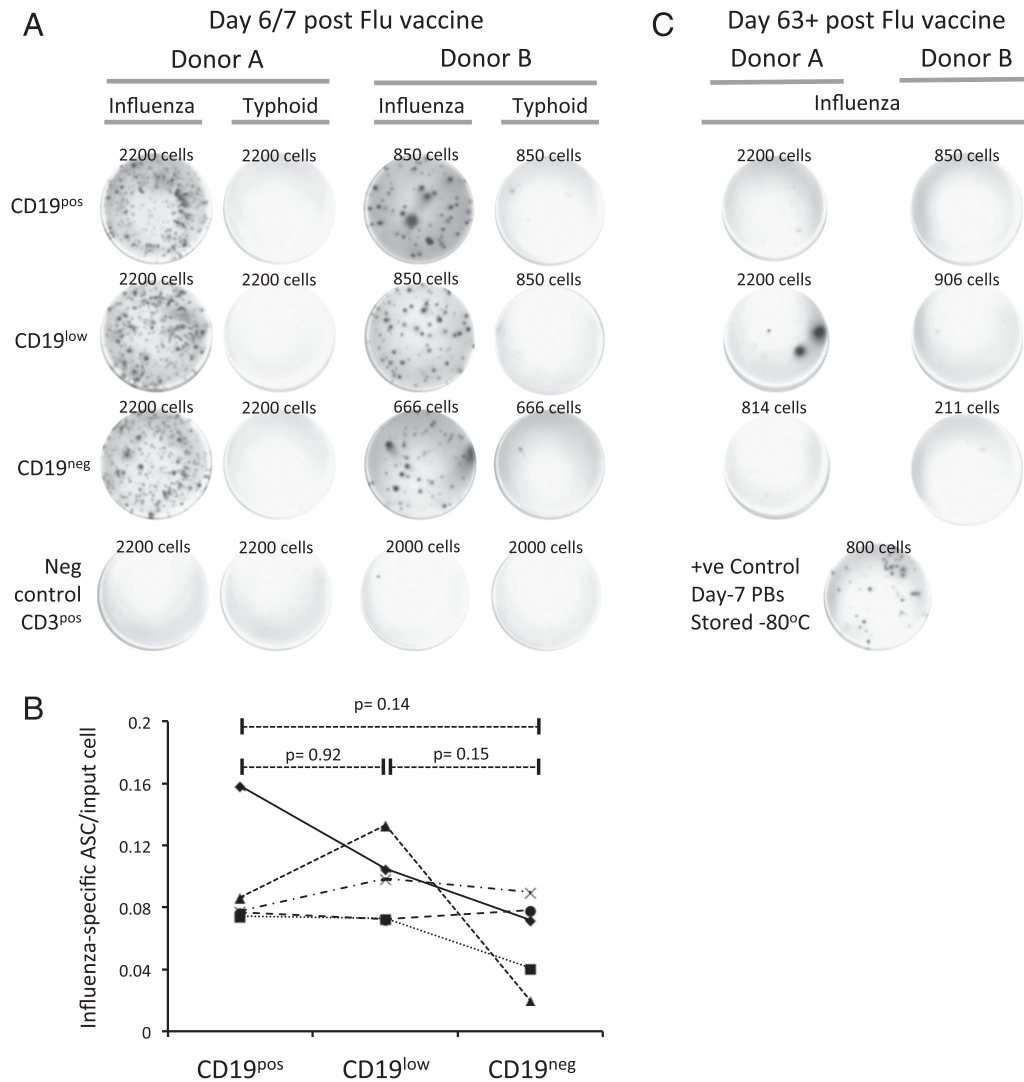 A
Day 6/7 post Flu vaccine
Donor A
Donor B
Influenza
Typhoid
Influenza
Typhoid
2200 cells
2200 cells
850 cells
850 cells
CD19pos
2200 cells
2200 cells
850 cells
850 cells
CD19low
2200 cells
2200 cells
666 cells
666 cells
CD19neg
2200 cells
2200 cells
2000 cells
2000 cells
Neg
control
CD3pos
C
Day 63+ post Flu vaccine
Donor A
Donor B
Influenza
2200 cells
850 cells
2200 cells
906 cells
814 cells
211 cells
800 cells
+ve Control
Day-7 PBs
Stored -80oC
B
p= 0.14
p= 0.92
p= 0.15
Influenza-specific ASC/input cell
0.2
0.16
0.12
0.08
0.04
0
CD19pos
CD19low
CD19neg